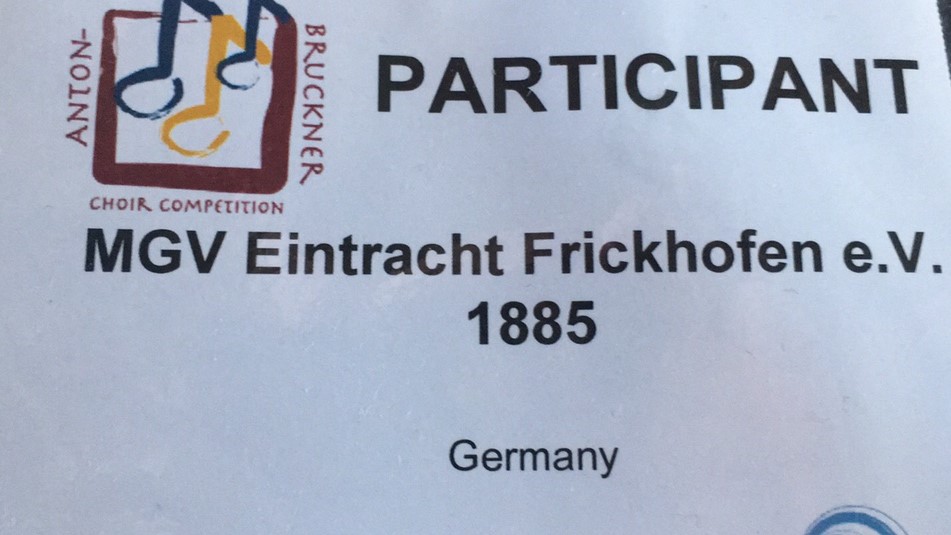 ANTON-
BRUCKNER
CHOIR COMPETITION
PARTICIPANT
MGV Eintracht Frickhofen e.V.
1885
Germany